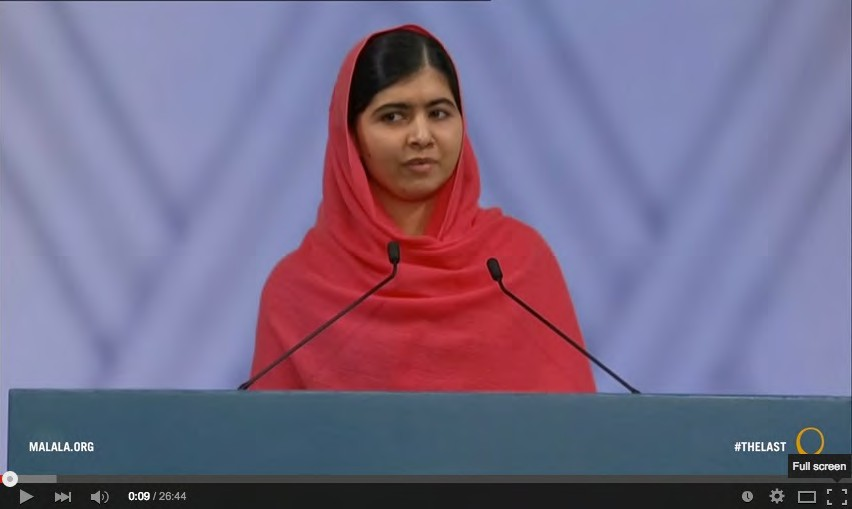 MALALA.ORG
#THELAST
Full screen
0:09 / 26:44